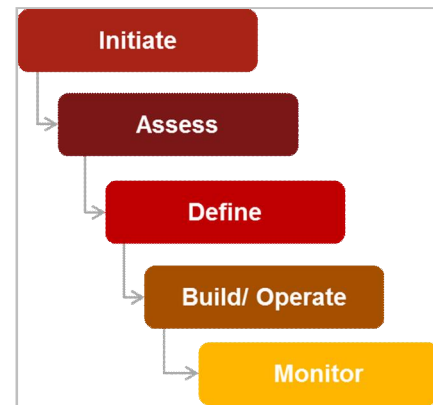 Initiate
Assess
Define
Build/ Operate
Monitor